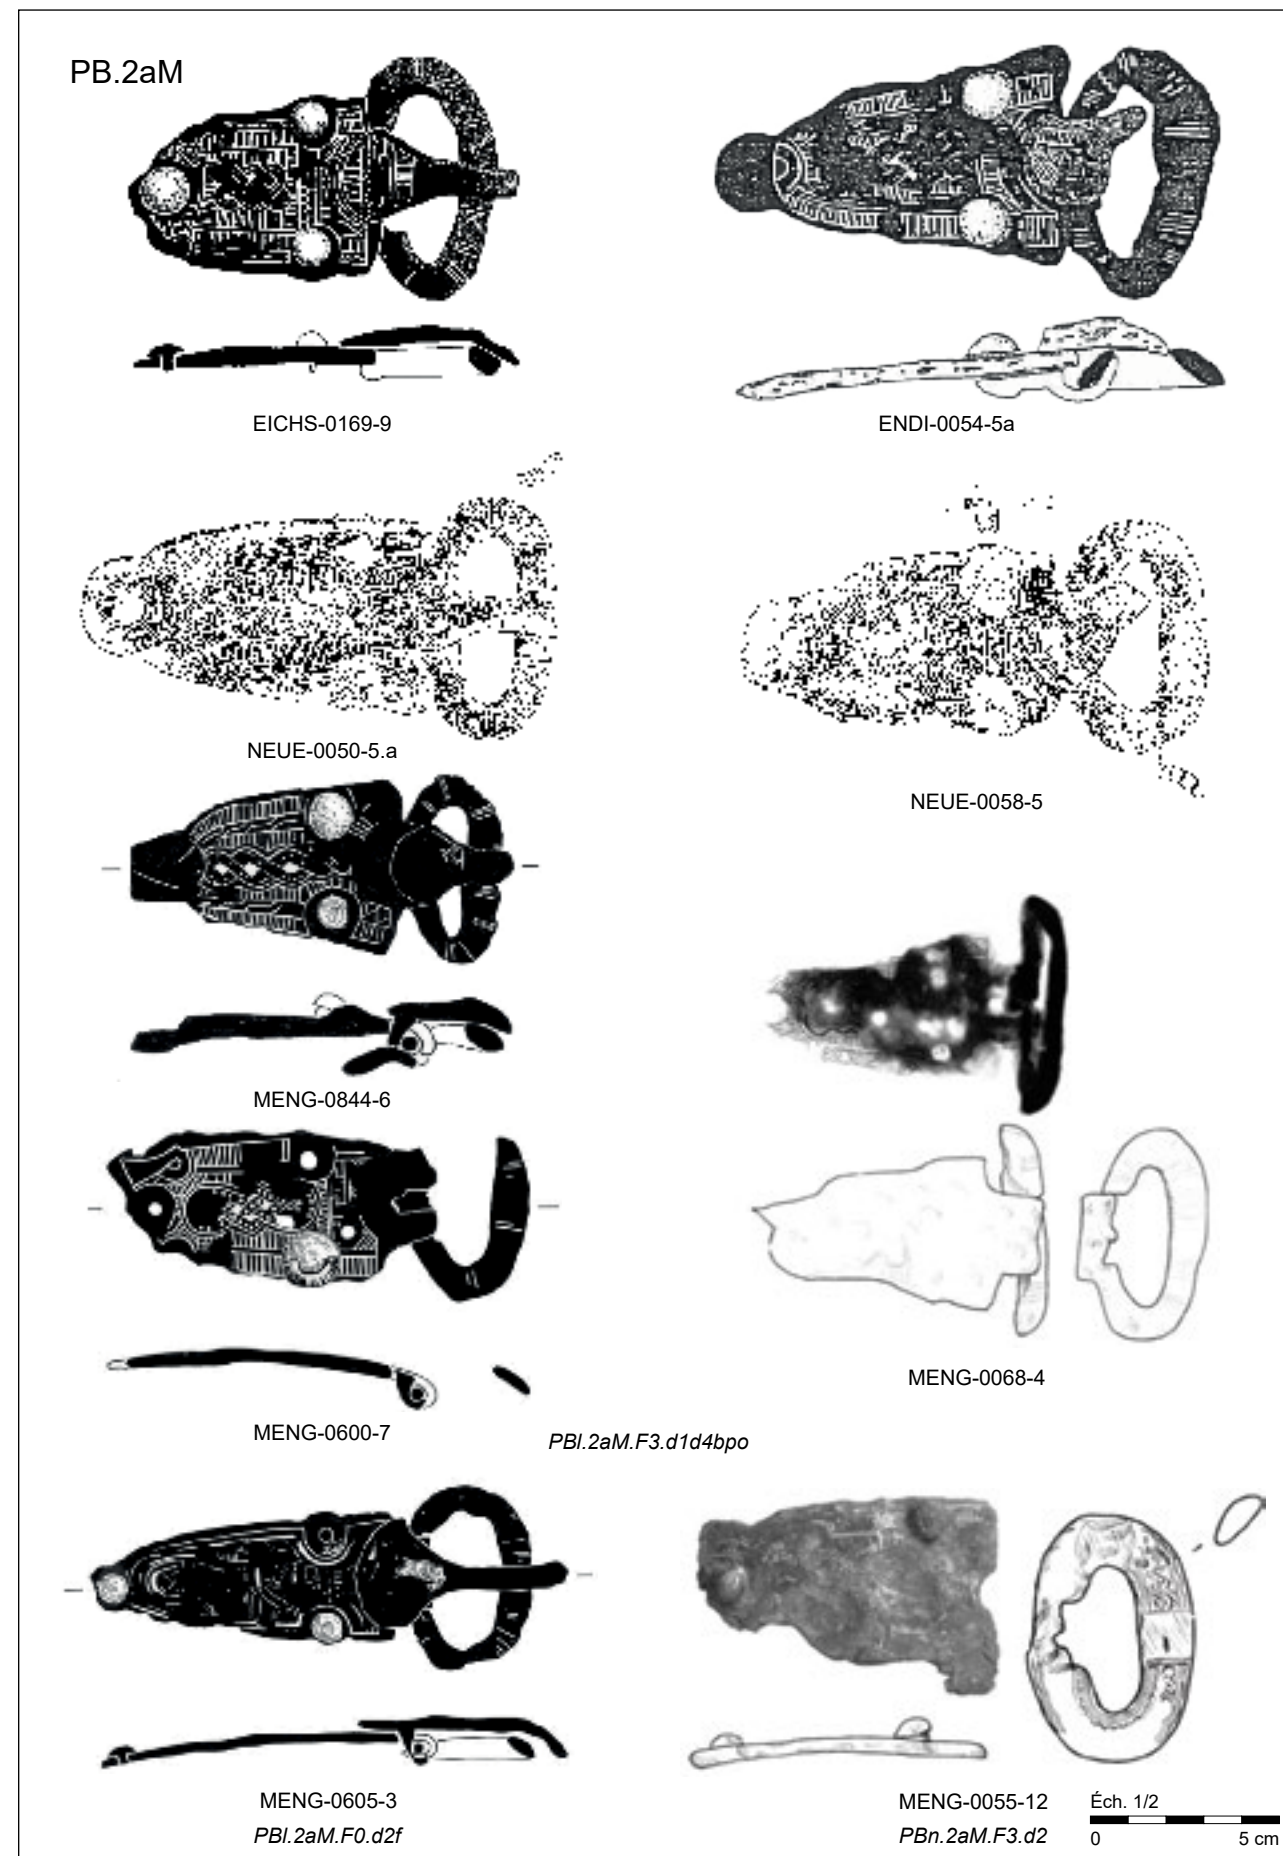 PB.2aM
EICHS-0169-9
ENDI-0054-5a
NEUE-0050-5.a
NEUE-0058-5
MENG-0844-6
MENG-0068-4
MENG-0600-7
PBl.2aM.F3.d1d4bpo
MENG-0605-3
PBl.2aM.F0.d2f
MENG-0055-12
PBn.2aM.F3.d2
Éch. 1/2
0 5 cm